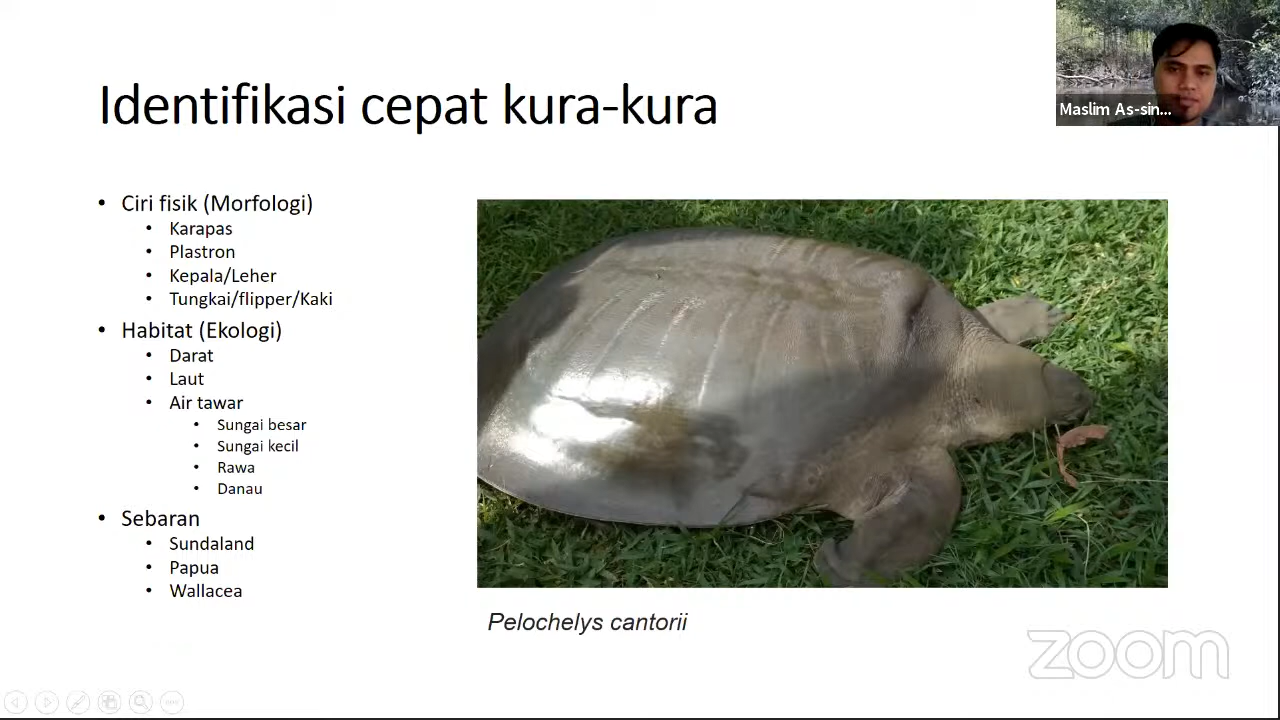 Identifikasi cepat kura-kura
Maslim As-sin...
• Ciri fisik (Morfologi)
• Karapas
• Plastron
• Kepala/Leher
• Tungkai/flipper/Kaki
• Habitat (Ekologi)
• Darat
• Laut
• Air tawar
• Sungai besar
• Sungai kecil
• Rawa
• Danau
• Sebaran
• Sundaland
• Papua
• Wallacea
Pelochelys cantorii
zoom